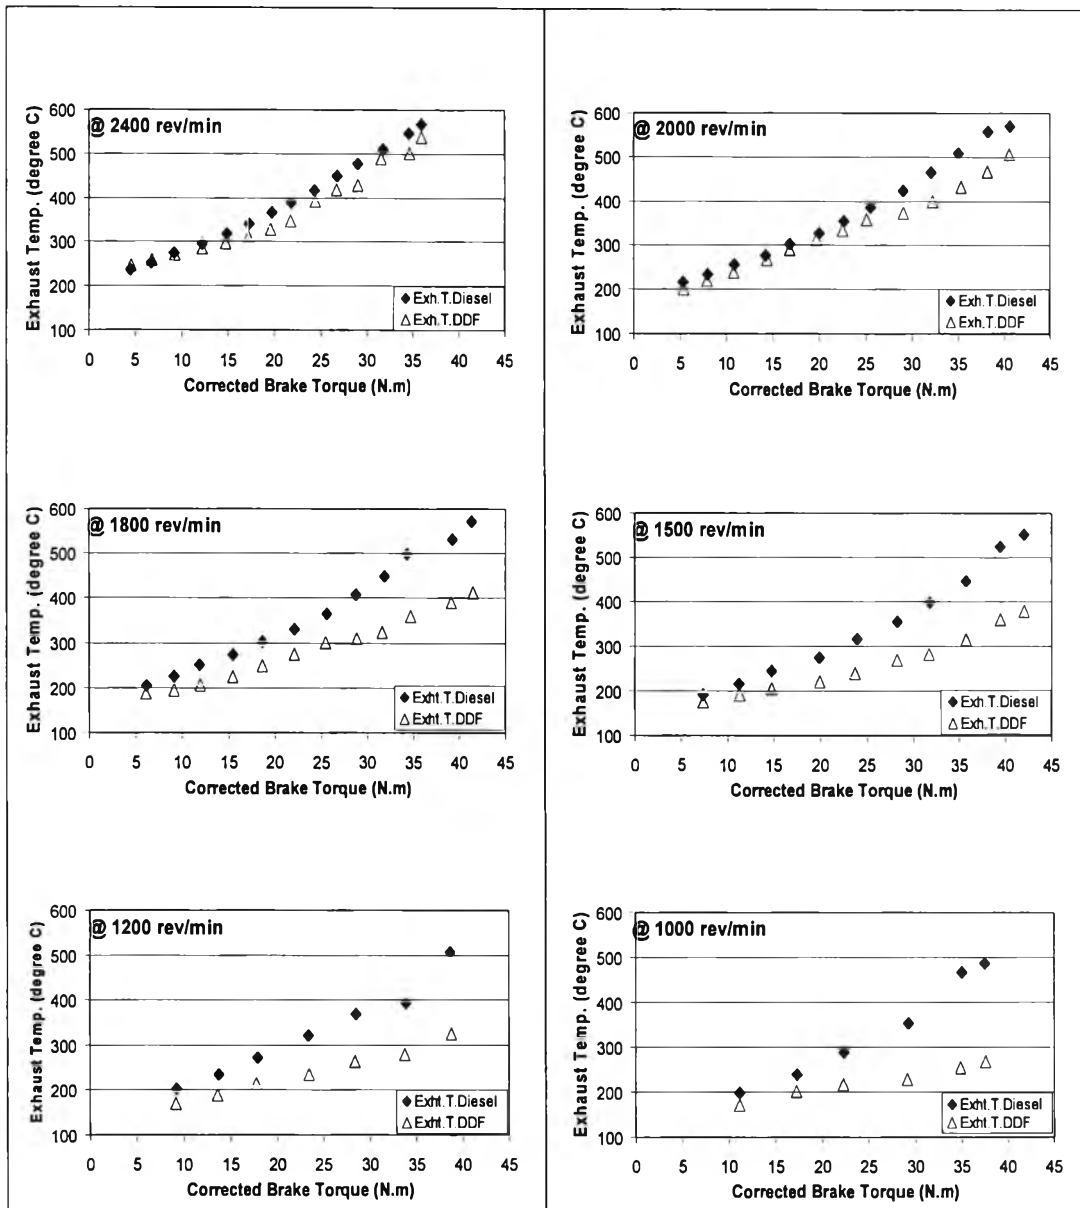 @ 2400 rev/min
Exhaust Temp. (degree C)
600
500
400
300
200
100
Exh.T.Diesel
Exh.T.DDF
0 5 10 15 20 25 30 35 40 45
Corrected Brake Torque (N.m)
@ 2000 rev/min
Exhaust Temp. (degree C)
600
500
400
300
200
100
Exh.T.Diesel
Exh.T.DDF
0 5 10 15 20 25 30 35 40 45
Corrected Brake Torque (N.m)
@ 1800 rev/min
Exhaust Temp. (degree C)
600
500
400
300
200
100
Exht.T.Diesel
Exht.T.DDF
0 5 10 15 20 25 30 35 40 45
Corrected Brake Torque (N.m)
@ 1500 rev/min
Exhaust Temp. (degree C)
600
500
400
300
200
100
Exh.T.Diesel
Exh.T.DDF
0 5 10 15 20 25 30 35 40 45
Corrected Brake Torque (N.m)
@ 1200 rev/min
Exhaust Temp. (degree C)
600
500
400
300
200
100
Exht.T.Diesel
Exht.T.DDF
0 5 10 15 20 25 30 35 40 45
Corrected Brake Torque (N.m)
@ 1000 rev/min
Exhaust Temp. (degree C)
600
500
400
300
200
100
Exht.T.Diesel
Exht.T.DDF
0 5 10 15 20 25 30 35 40 45
Corrected Brake Torque (N.m)